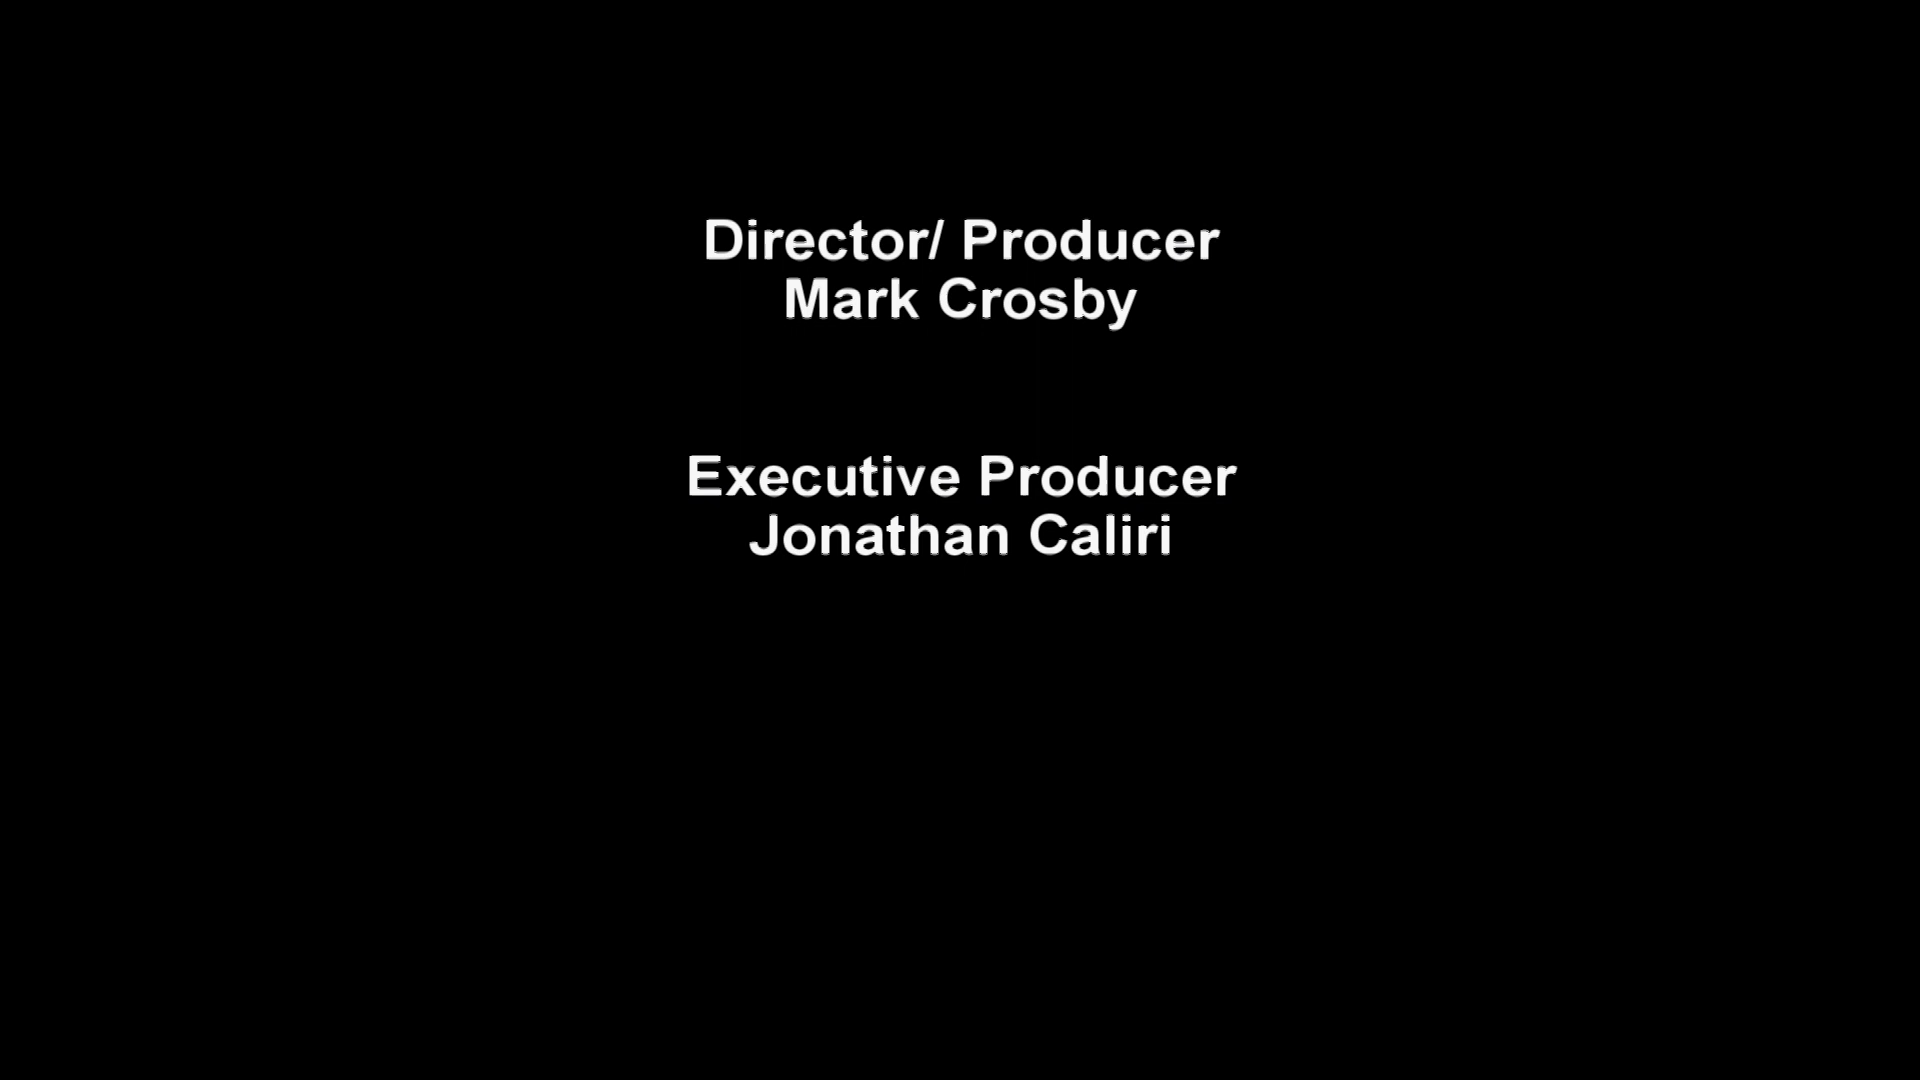 Director/ Producer
Mark Crosby
Executive Producer
Jonathan Caliri